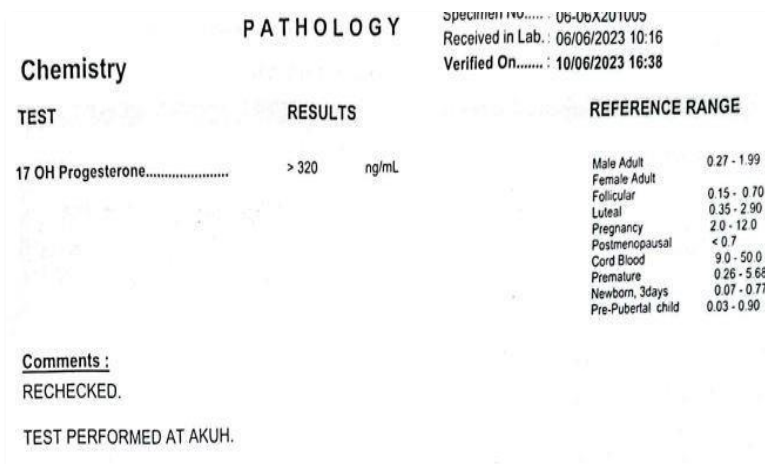 PATHOLOGY
Specimen No..... : 06-06X201005
Received in Lab. : 06/06/2023 10:16
Verified On....... : 10/06/2023 16:38
Chemistry
TEST RESULTS REFERENCE RANGE
17 OH Progesterone...................... > 320 ng/mL
Male Adult 0.27 - 1.99
Female Adult
Follicular 0.15 - 0.70
Luteal 0.35 - 2.90
Pregnancy 2.0 - 12.0
Postmenopausal < 0.7
Cord Blood 9.0 - 50.0
Premature 0.26 - 5.68
Newborn, 3days 0.07 - 0.77
Pre-Pubertal child 0.03 - 0.90
Comments :
RECHECKED.
TEST PERFORMED AT AKUH.